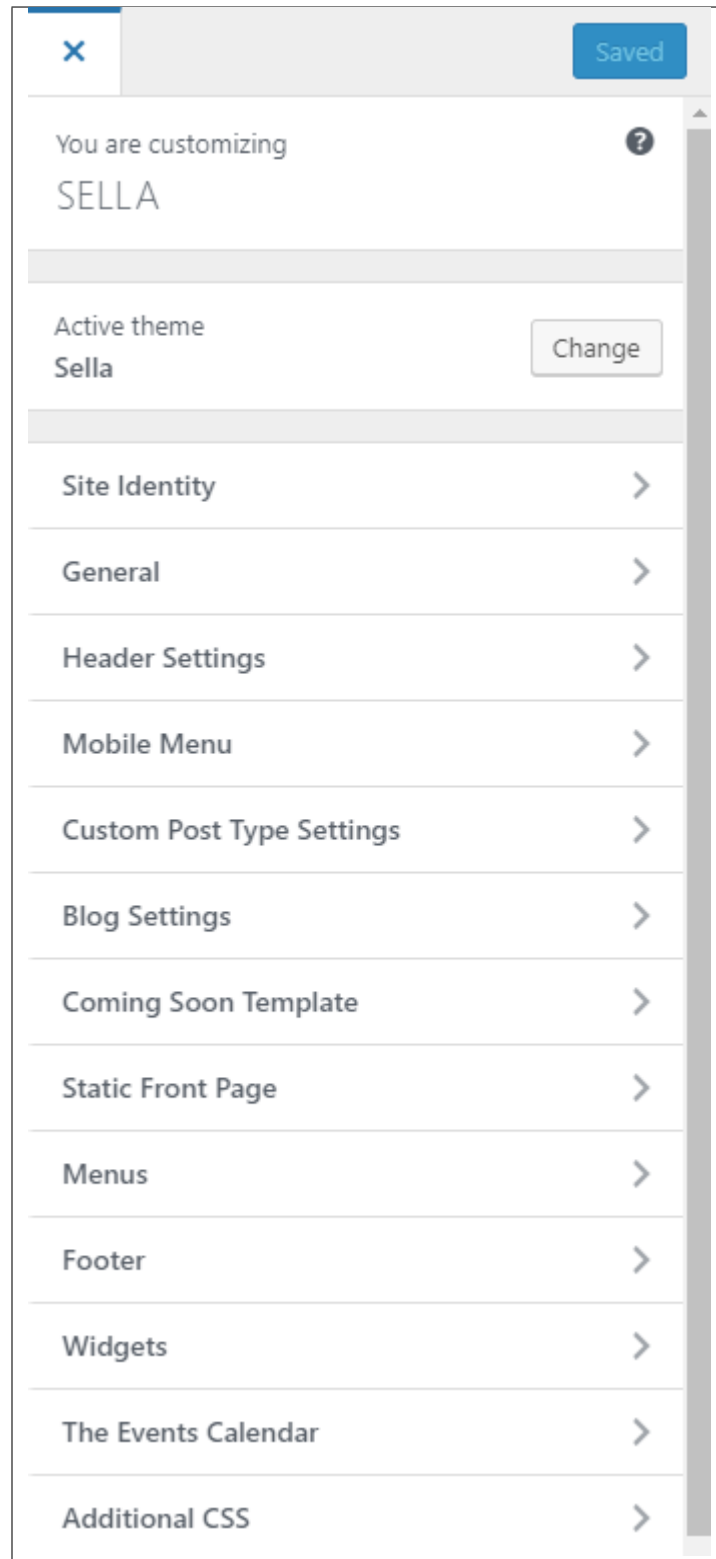 Saved
You are customizing
SELLA
Active theme
Sella
Change
Site Identity
General
Header Settings
Mobile Menu
Custom Post Type Settings
Blog Settings
Coming Soon Template
Static Front Page
Menus
Footer
Widgets
The Events Calendar
Additional CSS